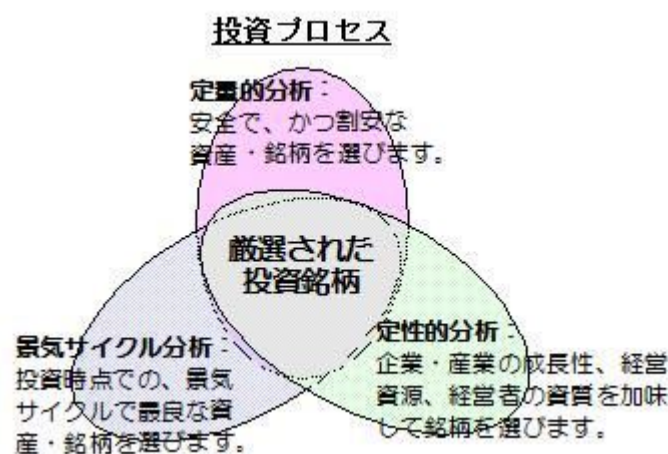 投資プロセス
定量的分析：
安全で、かつ割安な
資産・銘柄を選びます。
厳選された
投資銘柄
景気サイクル分析：
投資時点での、景気
サイクルで最良な資
産・銘柄を選びます。
定性的分析：
企業・産業の成長性、経営
資源、経営者の資質を加味
して銘柄を選びます。